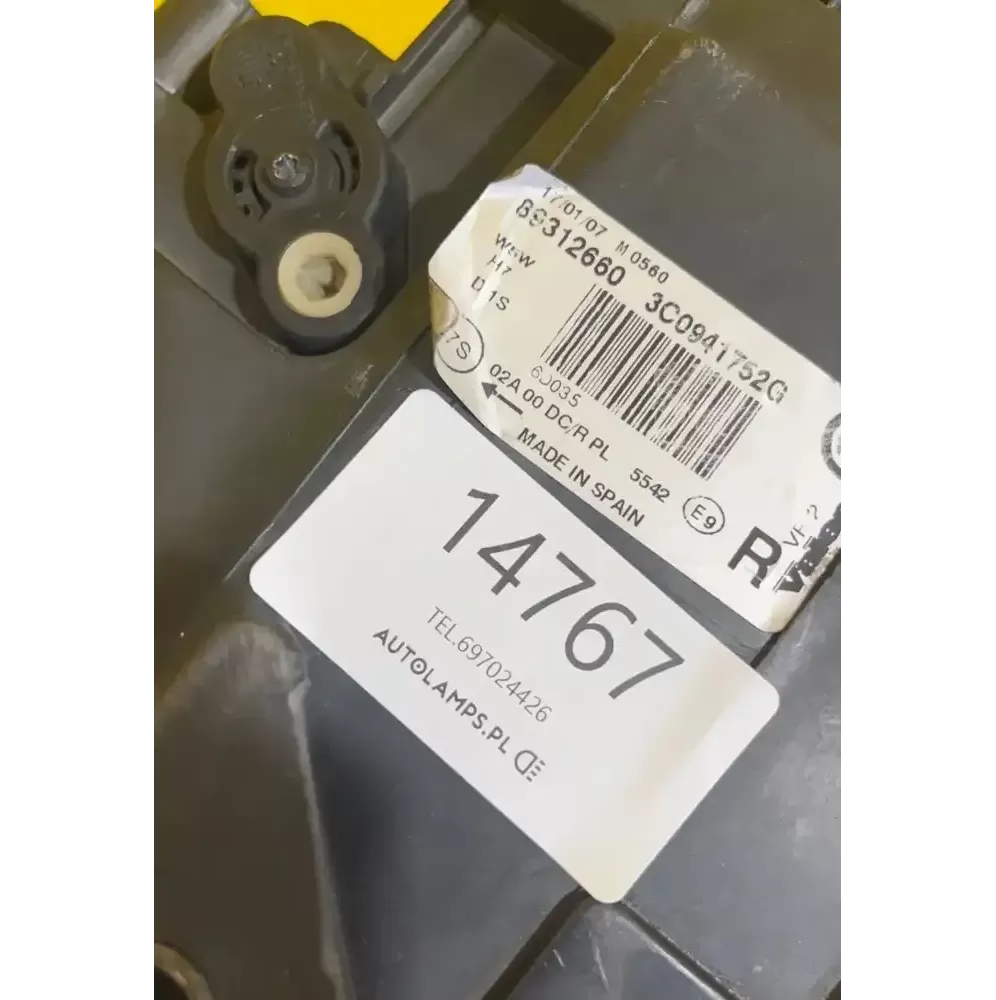 17/01/07 M 0560
89312660 3C0941752G
W5W
H7
D1S
7S
02A 00 DC/R PL 5542 E9
MADE IN SPAIN
R
14767
TEL.697024426
AUTOLAMPS.PL